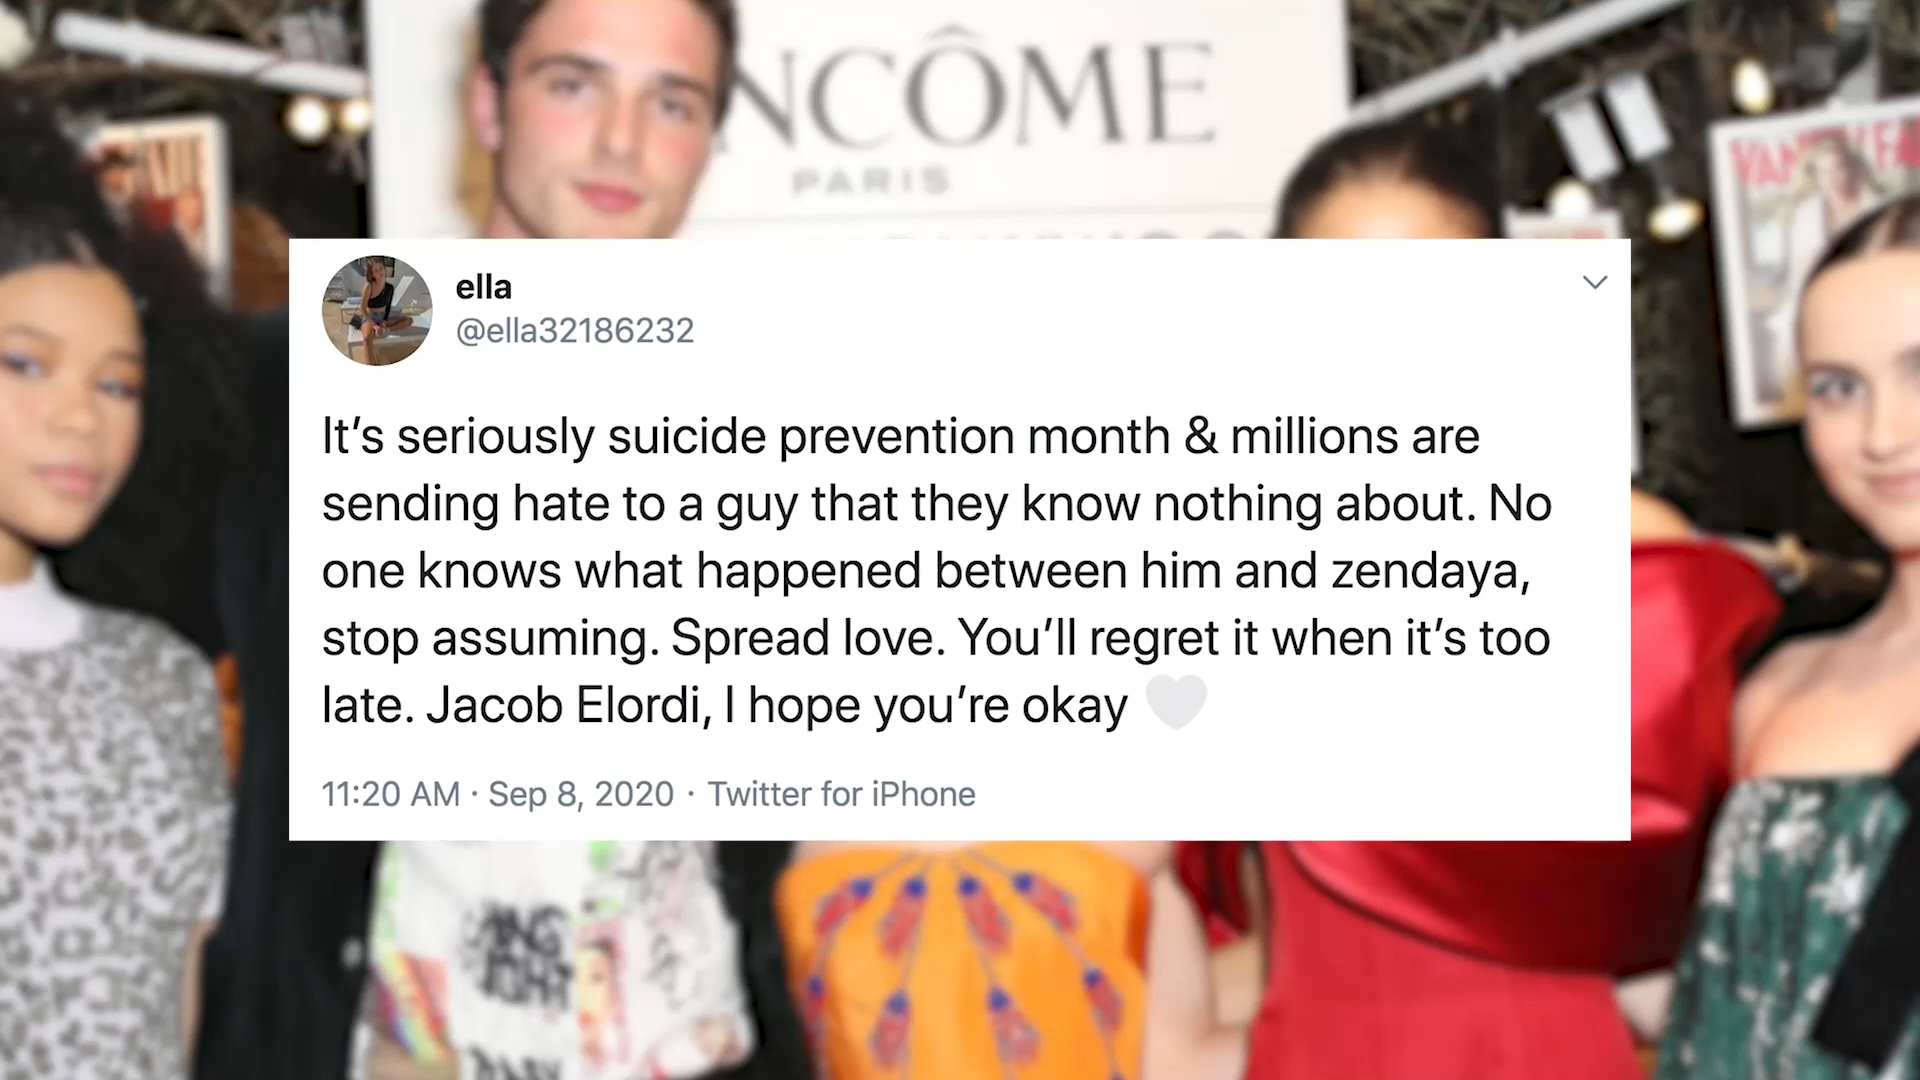 NCÔME
PARIS
VANITY FAI
ella
@ella32186232
It's seriously suicide prevention month & millions are
sending hate to a guy that they know nothing about. No
one knows what happened between him and zendaya,
stop assuming. Spread love. You'll regret it when it's too
late. Jacob Elordi, I hope you're okay 🤍
11:20 AM · Sep 8, 2020 · Twitter for iPhone